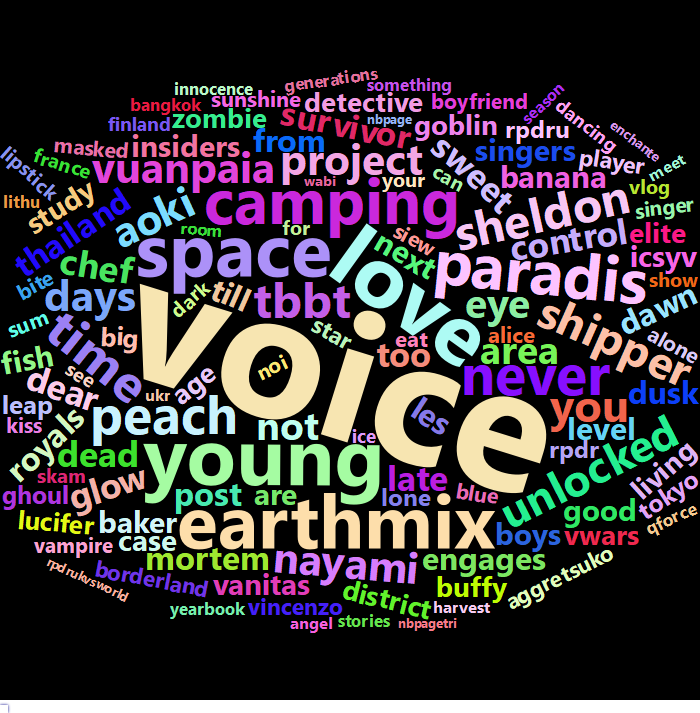 innocence
generations
something
bangkok
sunshine
detective
boyfriend
season
finland
zombie
survivor
nbpage
goblin
rpdru
dancing
enchante
masked
insiders
from
project
sweet
singers
player
meet
lipstick
france
vuanpaia
wabi
your
can
banana
vlog
lithu
study
aoki
camping
sheldon
singer
thailand
room
for
siew
next
control
elite
icsyv
chef
space
love
paradis
show
bite
days
dark
till
tbbt
eye
shipper
dawn
sum
time
big
star
eat
alice
alone
fish
see
noi
too
area
dear
ukr
age
voice
never
dusk
leap
kiss
royals
peach
not
ice
les
you
level
rpdr
dead
young
unlocked
living
skam
ghoul
glow
post
are
late
lone
blue
good
tokyo
qforce
lucifer
baker
earthmix
boys
vwars
vampire
case
mortem
nayami
engages
rpdrukvsworld
borderland
vanitas
district
buffy
aggretsuko
yearbook
vincenzo
harvest
angel
stories
nbpagetri